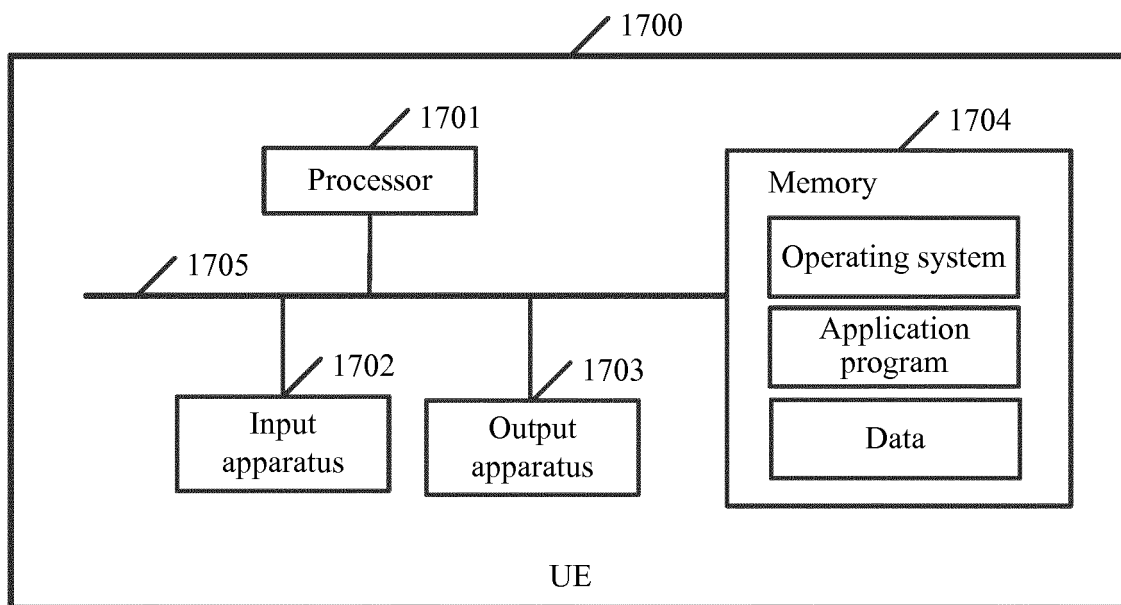 1700
1701
Processor
1704
Memory
Operating system
Application
program
Data
1705
1702
Input
apparatus
1703
Output
apparatus
UE